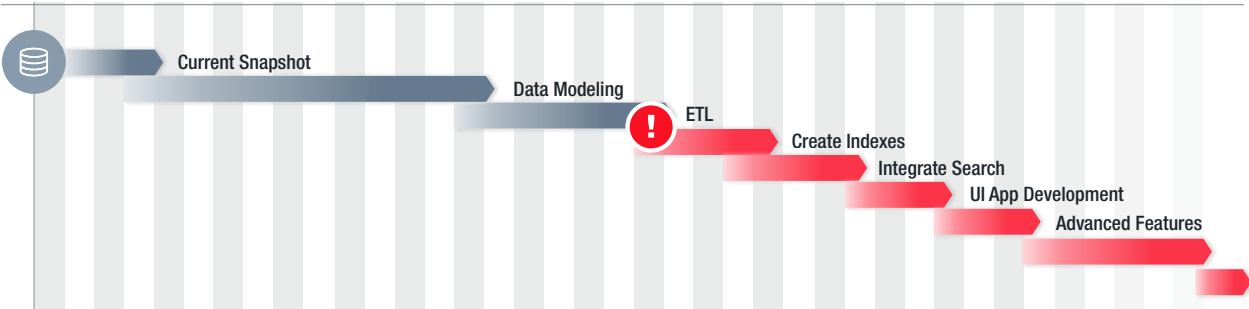 Current Snapshot
Data Modeling
ETL
Create Indexes
Integrate Search
UI App Development
Advanced Features